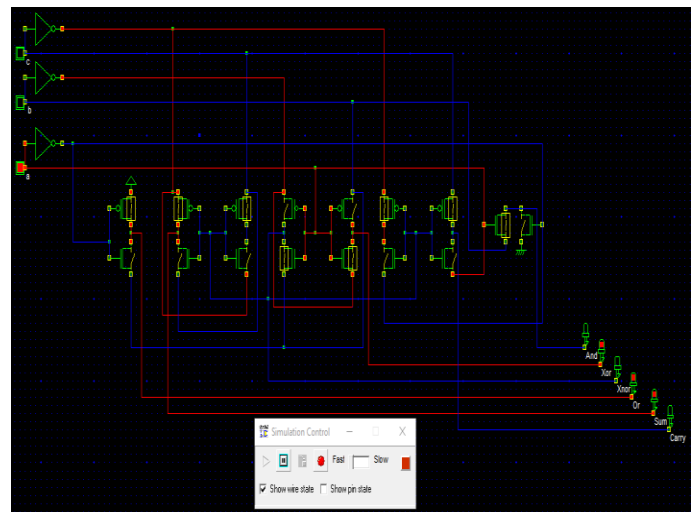 c
b
a
And
Xor
Xnor
Or
Sum
Carry
Simulation Control
Fast Slow
Show wire state Show pin state